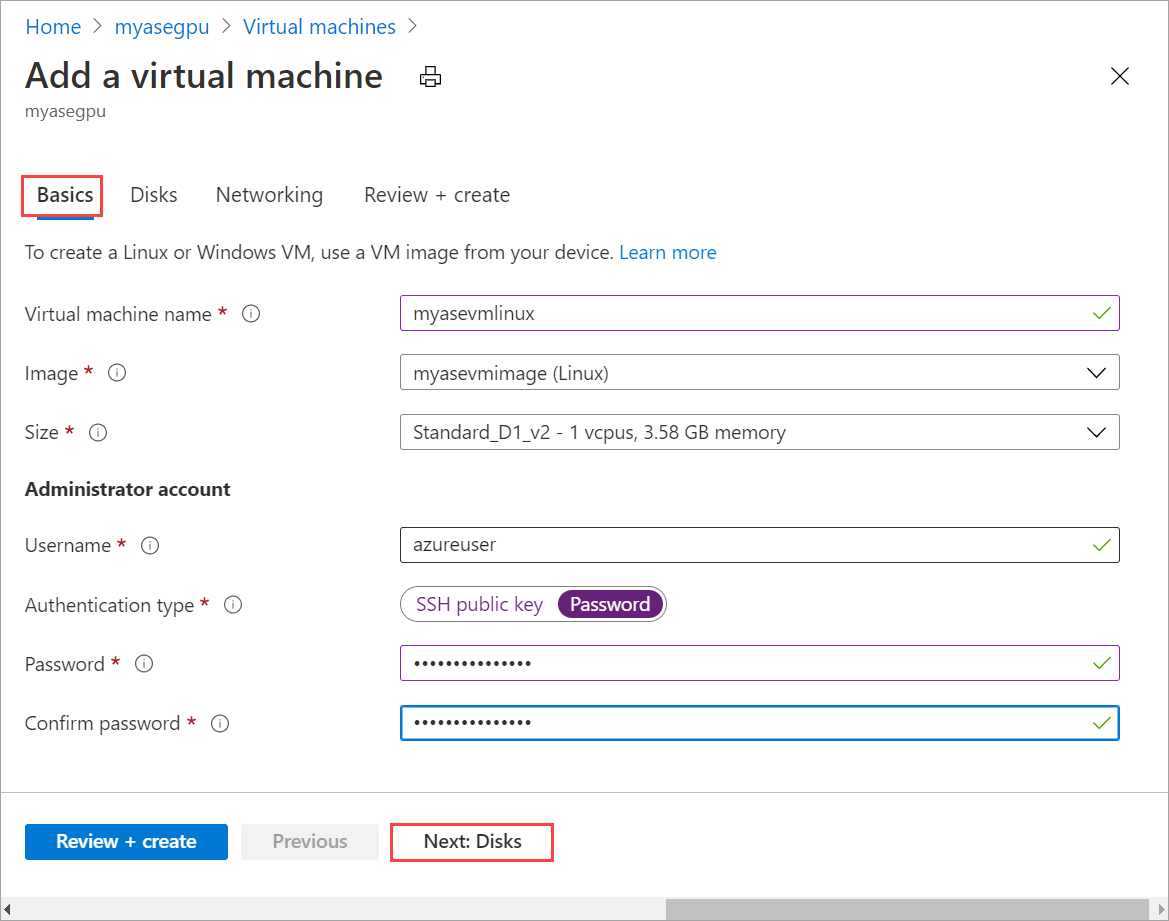 Home > myasegpu > Virtual machines >
Add a virtual machine
myasegpu
Basics Disks Networking Review + create
To create a Linux or Windows VM, use a VM image from your device. Learn more
Virtual machine name * myasevmlinux
Image * myasevmimage (Linux)
Size * Standard_D1_v2 - 1 vcpus, 3.58 GB memory
Administrator account
Username * azureuser
Authentication type * SSH public key Password
Password * •••••••••••••••
Confirm password * •••••••••••••••
Review + create Previous Next: Disks